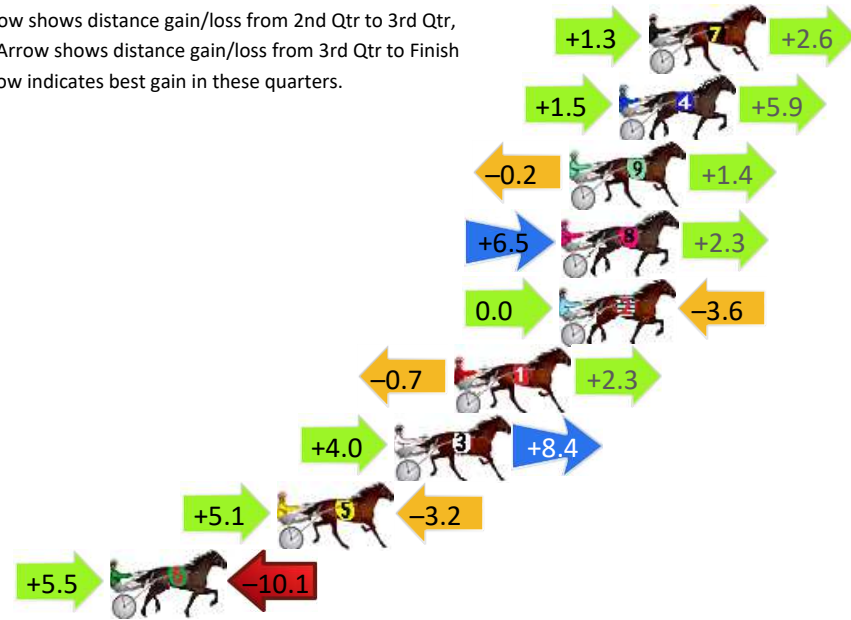 ow shows distance gain/loss from 2nd Qtr to 3rd Qtr,
Arrow shows distance gain/loss from 3rd Qtr to Finish
ow indicates best gain in these quarters.
+1.3 7 +2.6
+1.5 4 +5.9
–0.2 9 +1.4
+6.5 8 +2.3
0.0 2 –3.6
–0.7 1 +2.3
+4.0 3 +8.4
+5.1 5 –3.2
+5.5 6 –10.1